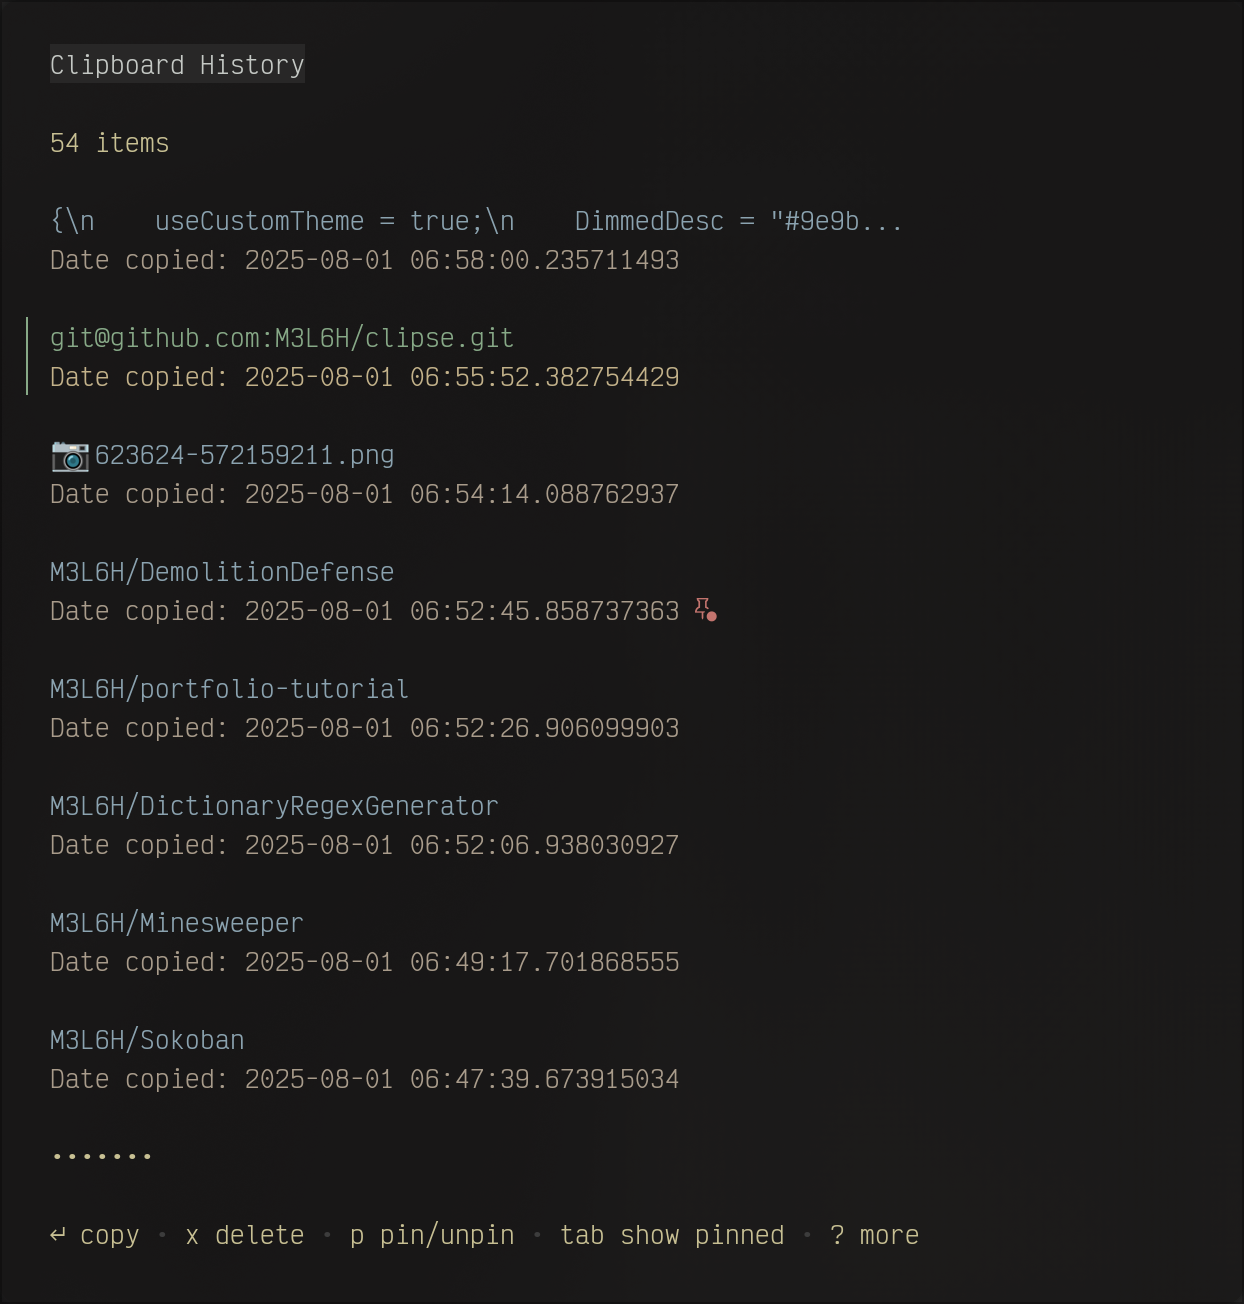 Clipboard History
54 items
{\n    useCustomTheme = true;\n    DimmedDesc = "#9e9b...
Date copied: 2025-08-01 06:58:00.235711493
git@github.com:M3L6H/clipse.git
Date copied: 2025-08-01 06:55:52.382754429
📷623624-572159211.png
Date copied: 2025-08-01 06:54:14.088762937
M3L6H/DemolitionDefense
Date copied: 2025-08-01 06:52:45.858737363
M3L6H/portfolio-tutorial
Date copied: 2025-08-01 06:52:26.906099903
M3L6H/DictionaryRegexGenerator
Date copied: 2025-08-01 06:52:06.938030927
M3L6H/Minesweeper
Date copied: 2025-08-01 06:49:17.701868555
M3L6H/Sokoban
Date copied: 2025-08-01 06:47:39.673915034
•••••••
↵ copy • x delete • p pin/unpin • tab show pinned • ? more